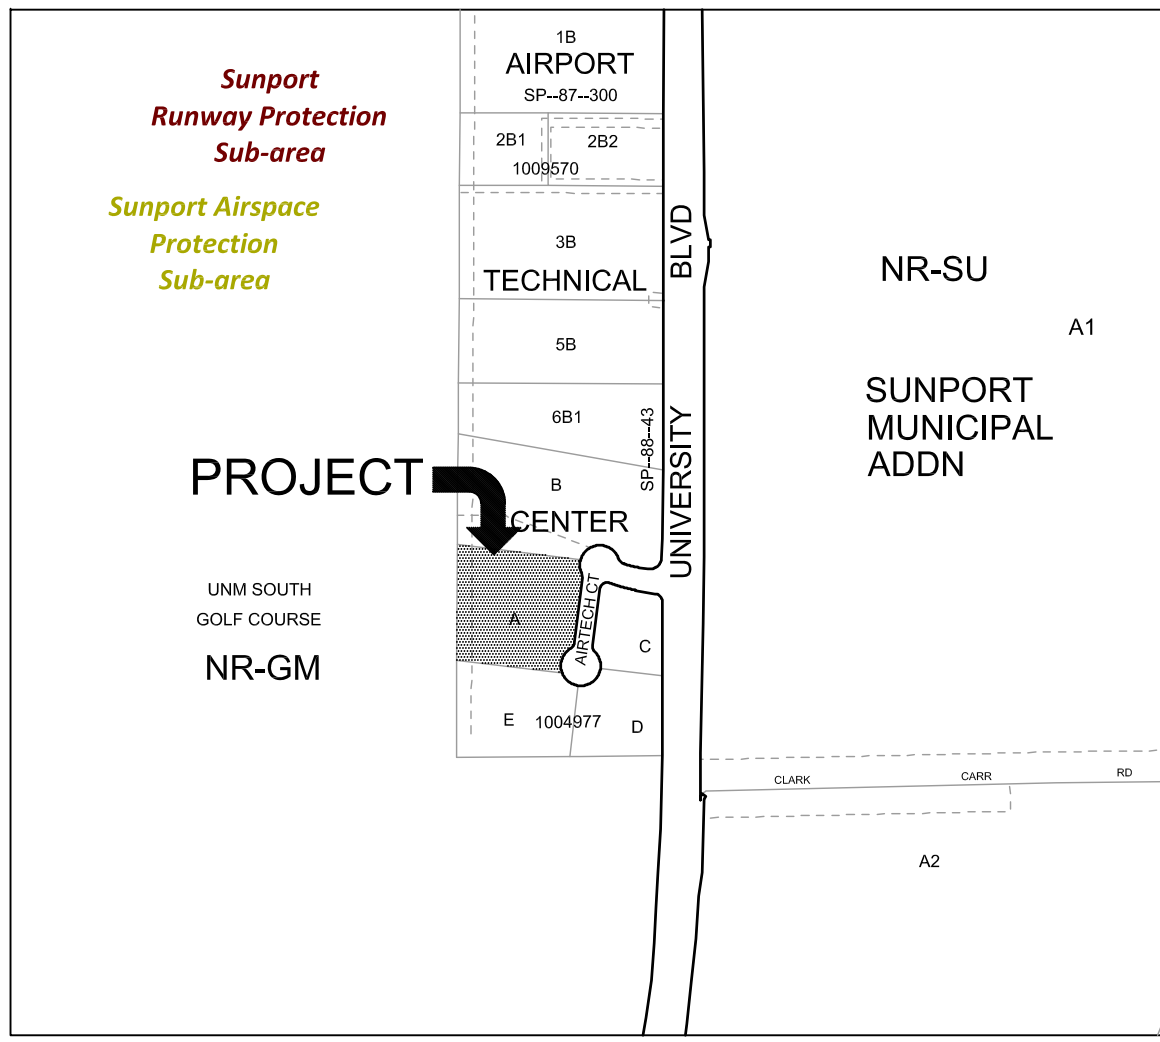 1B
AIRPORT
SP--87--300
Sunport
Runway Protection
Sub-area
2B1
2B2
1009570
Sunport Airspace
Protection
Sub-area
3B
TECHNICAL
BLVD
NR-SU
A1
5B
SUNPORT
MUNICIPAL
ADDN
6B1
SP--88--43
UNIVERSITY
PROJECT
B
CENTER
UNM SOUTH
GOLF COURSE
NR-GM
A
AIRTECH CT
C
E
1004977
D
CLARK CARR RD
A2